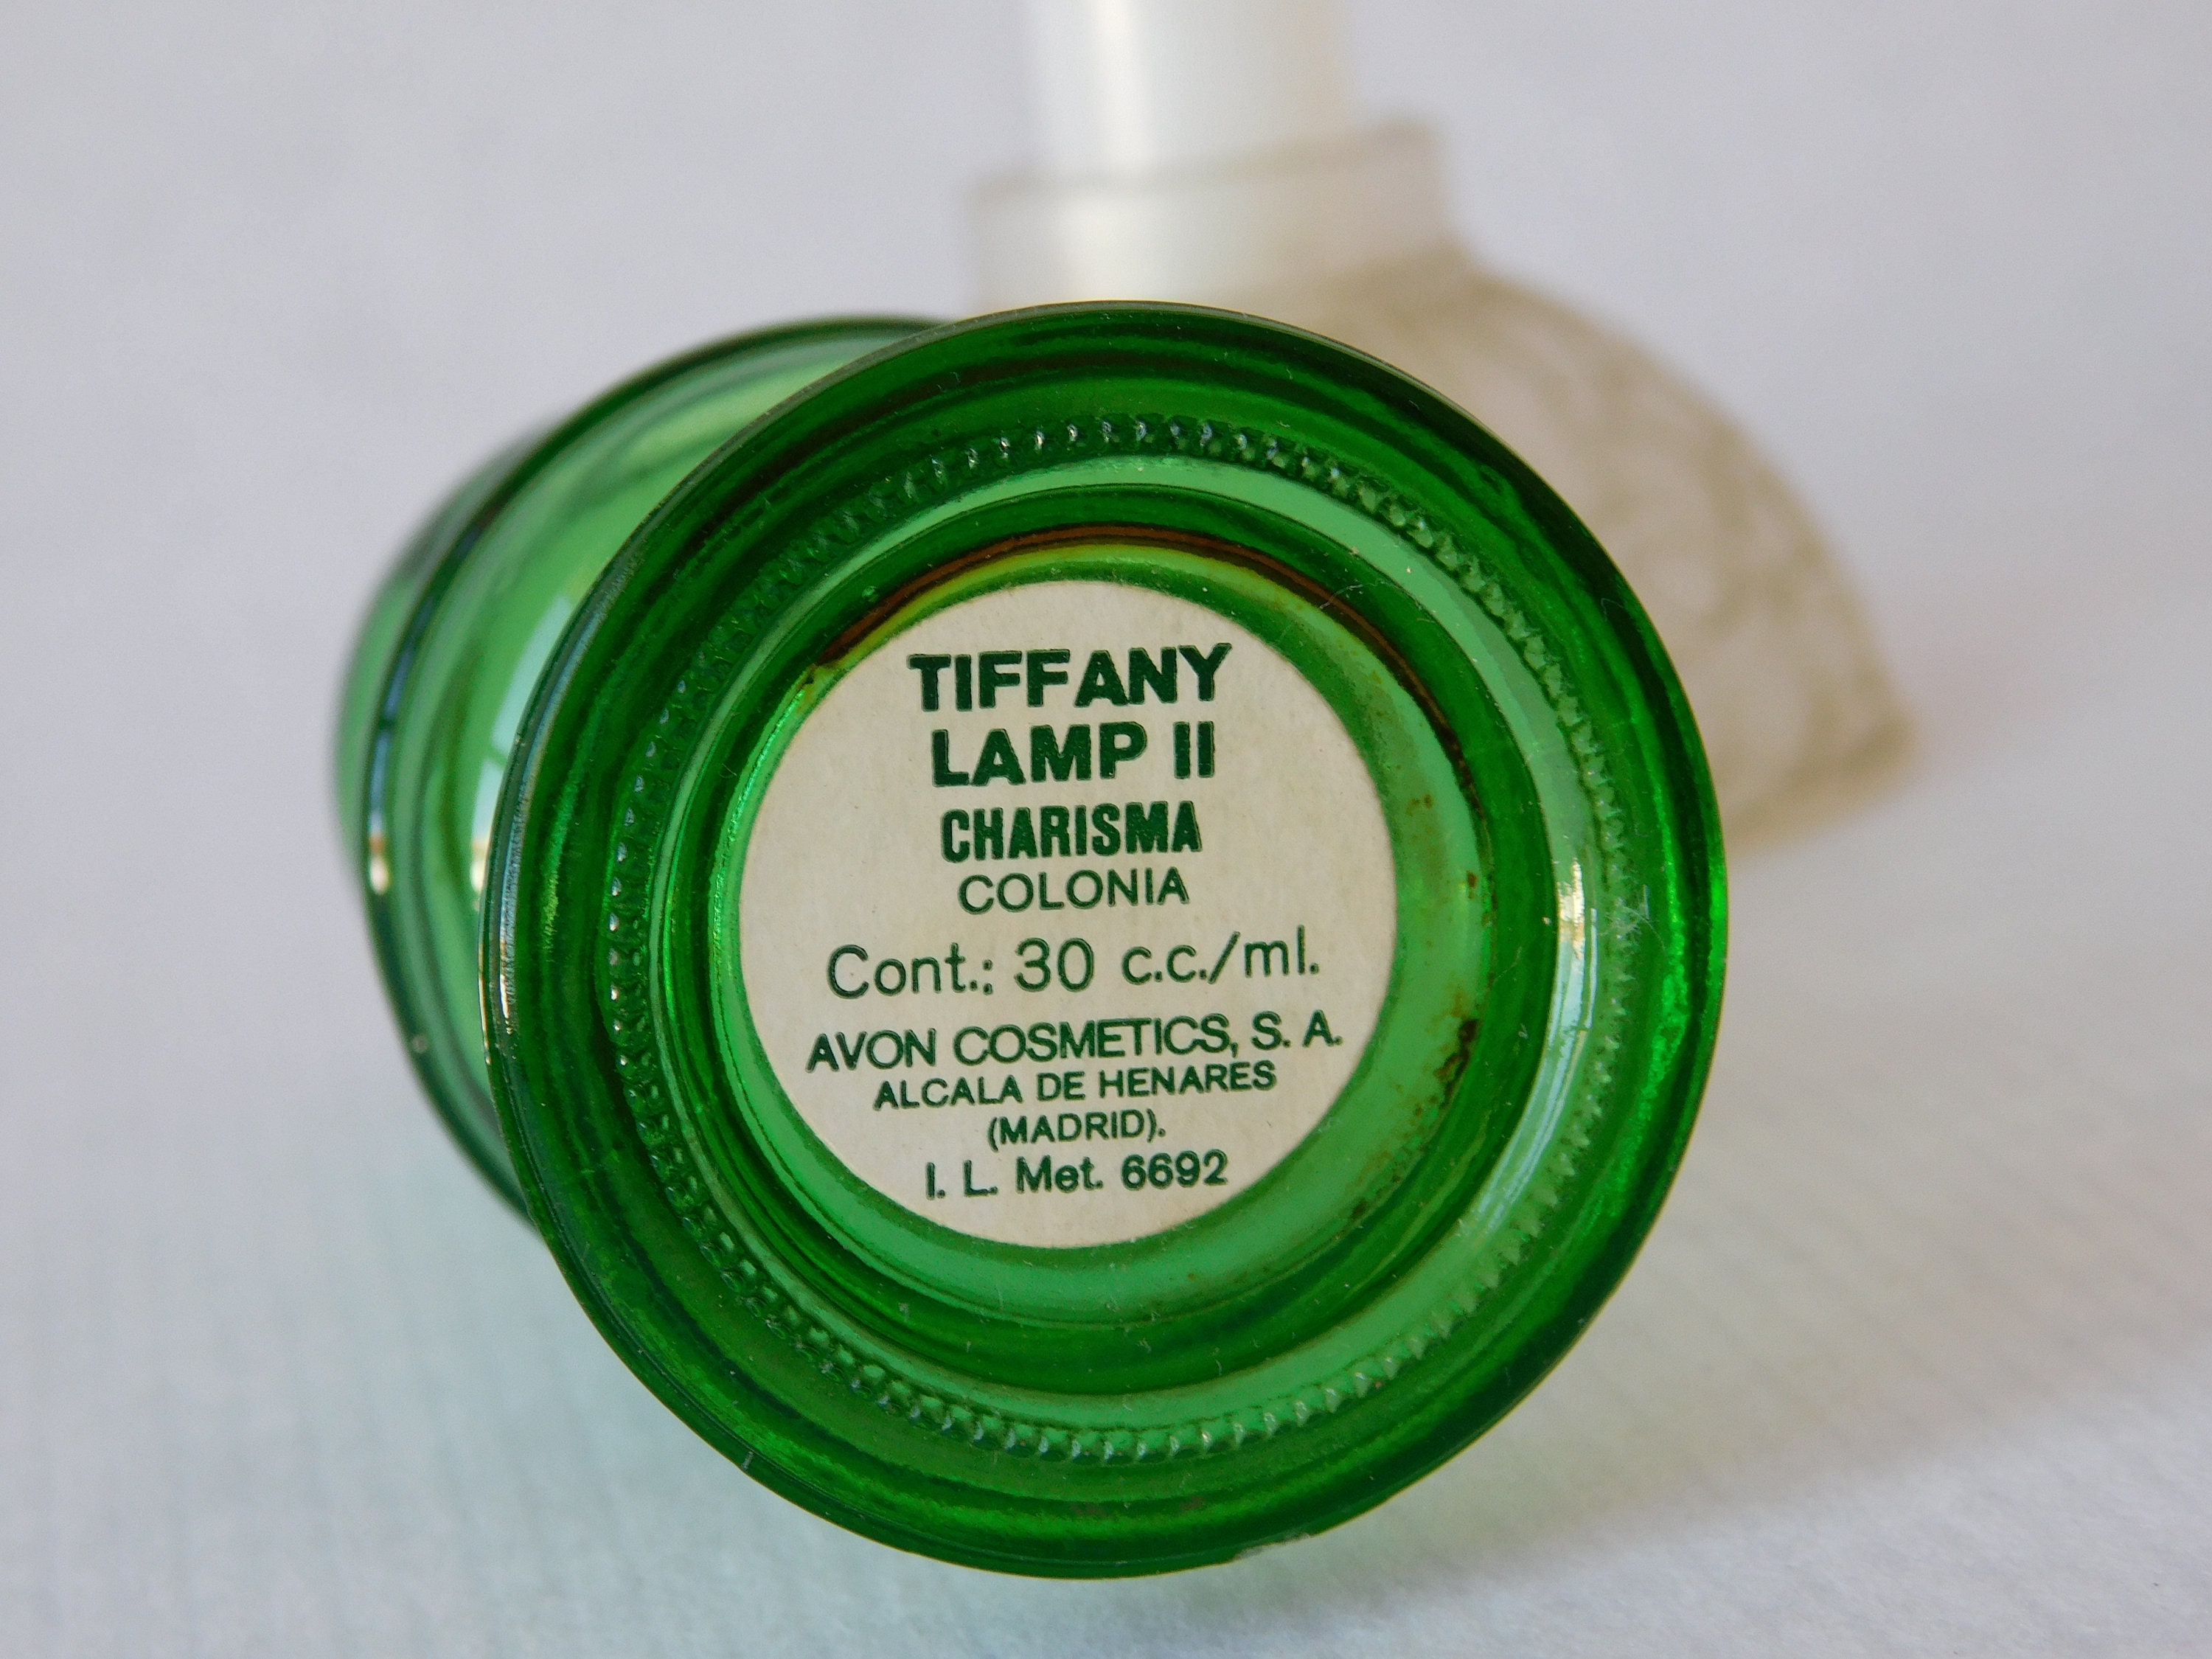 TIFFANY
LAMP II
CHARISMA
COLONIA
Cont.: 30 c.c./ml.
AVON COSMETICS, S. A.
ALCALA DE HENARES
(MADRID).
I. L. Met. 6692